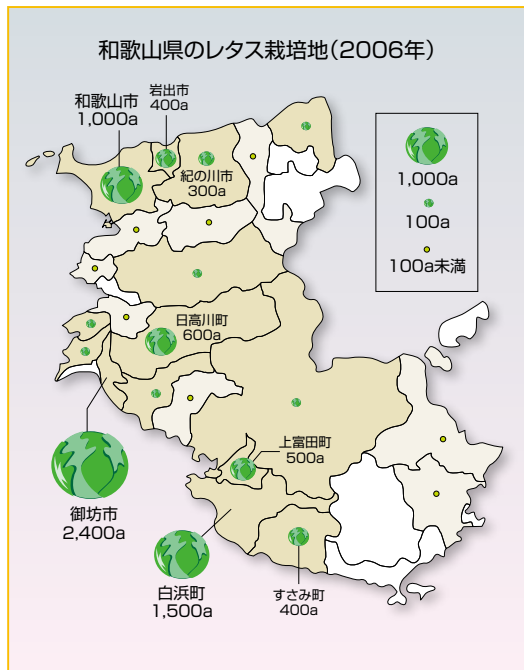 和歌山県のレタス栽培地（2006年）
和歌山市
1,000a
岩出市
400a
紀の川市
300a
1,000a
100a
100a未満
日高川町
600a
上富田町
500a
御坊市
2,400a
白浜町
1,500a
すさみ町
400a